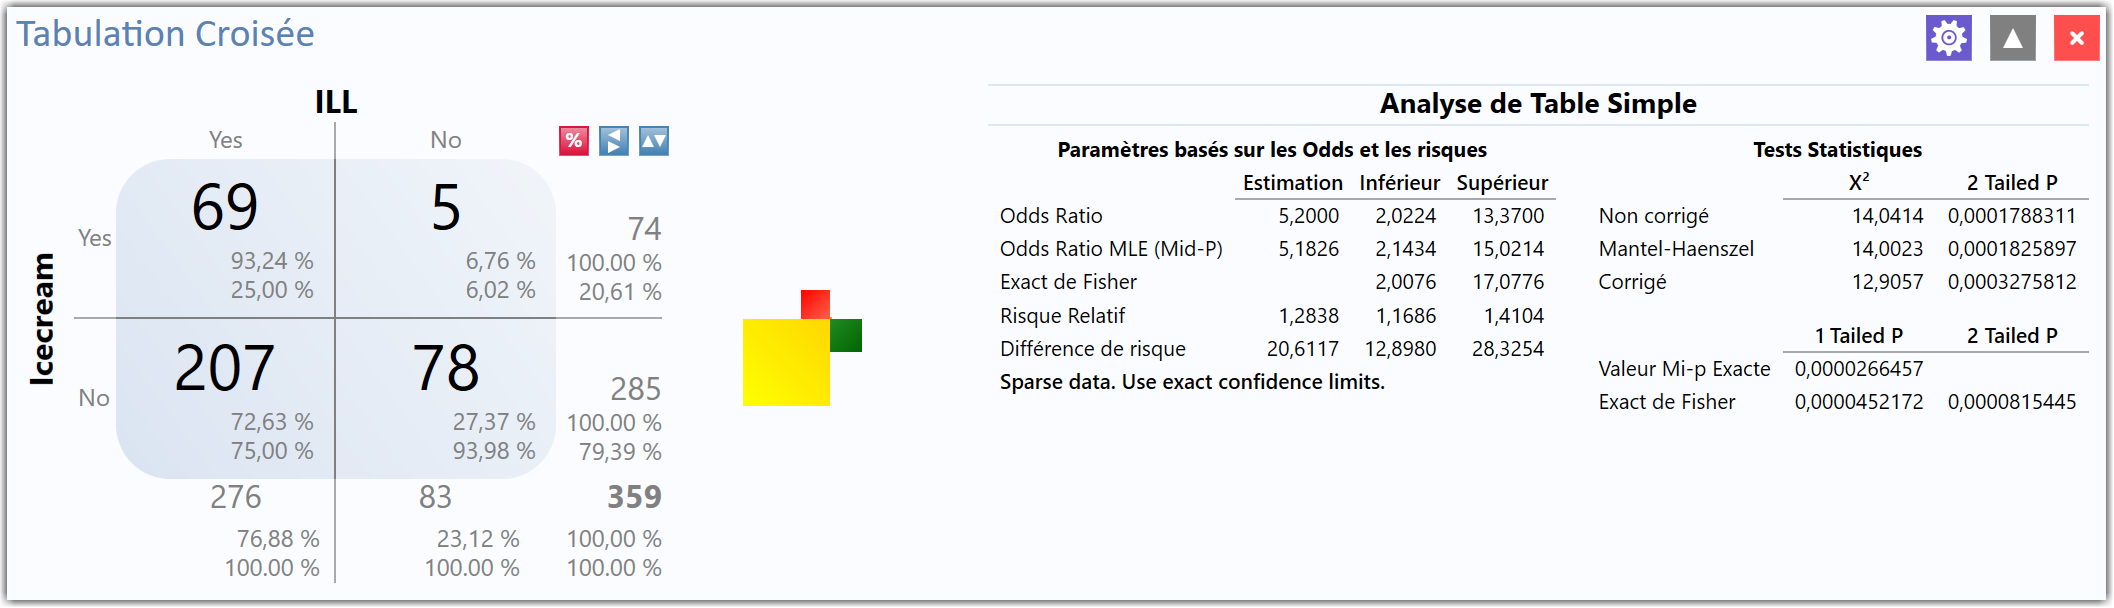 Tabulation Croisée
ILL
Yes No
%
Icecream
Yes
69 5 74
93,24 % 6,76 % 100.00 %
25,00 % 6,02 % 20,61 %
No
207 78 285
72,63 % 27,37 % 100.00 %
75,00 % 93,98 % 79,39 %
276 83 359
76,88 % 23,12 % 100,00 %
100.00 % 100.00 % 100.00 %
Analyse de Table Simple
Paramètres basés sur les Odds et les risques
Estimation Inférieur Supérieur
Odds Ratio 5,2000 2,0224 13,3700
Odds Ratio MLE (Mid-P) 5,1826 2,1434 15,0214
Exact de Fisher 2,0076 17,0776
Risque Relatif 1,2838 1,1686 1,4104
Différence de risque 20,6117 12,8980 28,3254
Sparse data. Use exact confidence limits.
Tests Statistiques
X² 2 Tailed P
Non corrigé 14,0414 0,0001788311
Mantel-Haenszel 14,0023 0,0001825897
Corrigé 12,9057 0,0003275812
1 Tailed P 2 Tailed P
Valeur Mi-p Exacte 0,0000266457
Exact de Fisher 0,0000452172 0,0000815445